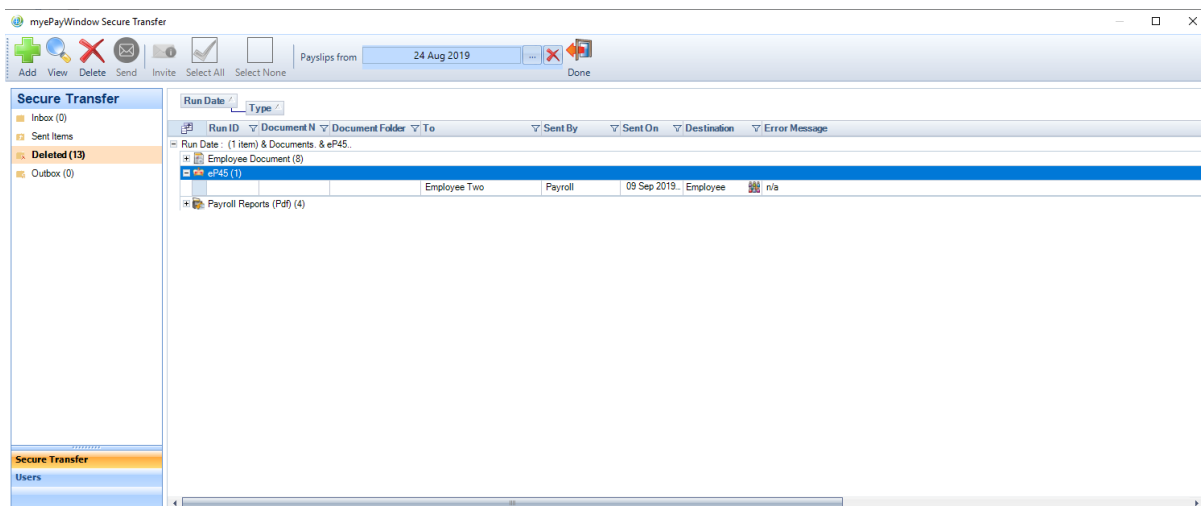 myePayWindow Secure Transfer
Add View Delete Send Invite Select All Select None Payslips from 24 Aug 2019 ... Done
Secure Transfer
Inbox (0)
Sent Items
Deleted (13)
Outbox (0)
Secure Transfer
Users
Run Date
Type
Run ID Document N Document Folder To Sent By Sent On Destination Error Message
Run Date : (1 item) & Documents. & eP45..
Employee Document (8)
eP45 (1)
Employee Two Payroll 09 Sep 2019.. Employee n/a
Payroll Reports (Pdf) (4)